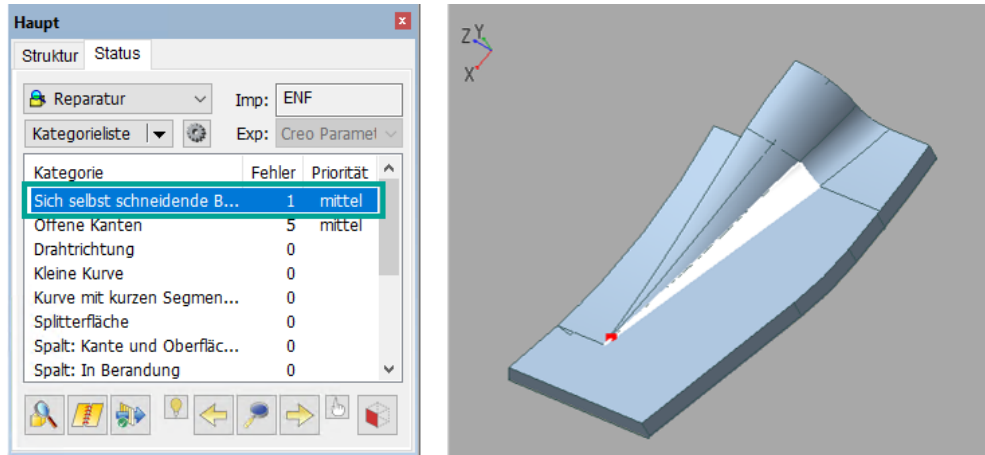 Haupt
Struktur Status
Reparatur Imp: ENF
Kategorieliste Exp: Creo Paramet
Kategorie Fehler Priorität
Sich selbst schneidende B... 1 mittel
Offene Kanten 5 mittel
Drahtrichtung 0
Kleine Kurve 0
Kurve mit kurzen Segmen... 0
Splitterfläche 0
Spalt: Kante und Oberfläc... 0
Spalt: In Berandung 0
Z Y
X